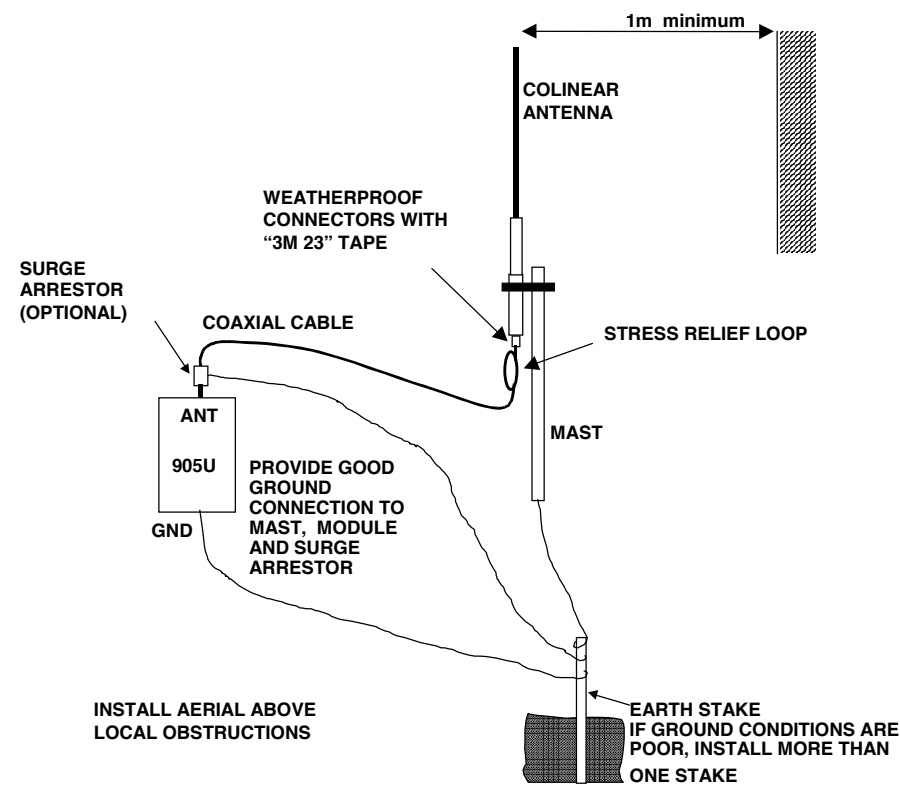 1m minimum
COLINEAR
ANTENNA
WEATHERPROOF
CONNECTORS WITH
“3M 23” TAPE
SURGE
ARRESTOR
(OPTIONAL)
COAXIAL CABLE
STRESS RELIEF LOOP
ANT
905U
GND
MAST
PROVIDE GOOD
GROUND
CONNECTION TO
MAST, MODULE
AND SURGE
ARRESTOR
INSTALL AERIAL ABOVE
LOCAL OBSTRUCTIONS
EARTH STAKE
IF GROUND CONDITIONS ARE
POOR, INSTALL MORE THAN
ONE STAKE